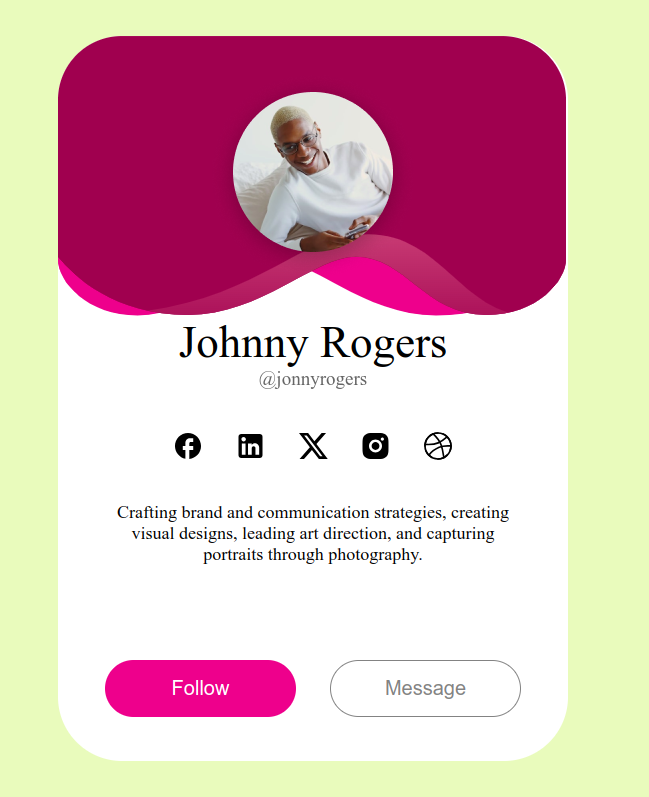 Johnny Rogers
@jonnyrogers
in
Crafting brand and communication strategies, creating
visual designs, leading art direction, and capturing
portraits through photography.
Follow
Message